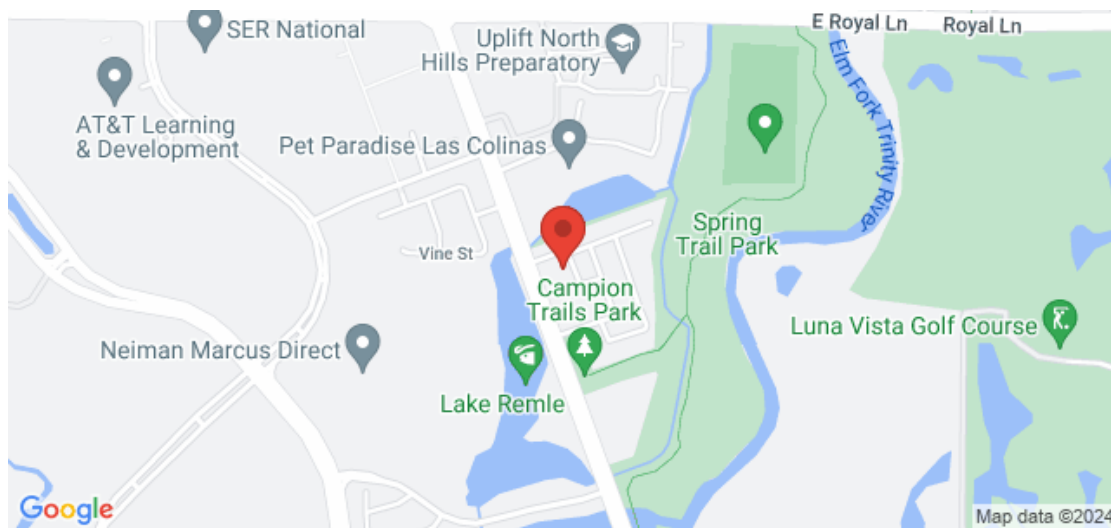 E Royal Ln
Royal Ln
SER National
Uplift North
Hills Preparatory
Elm Fork Trinity River
AT&T Learning
& Development
Pet Paradise Las Colinas
Spring
Trail Park
Vine St
Campion
Trails Park
Luna Vista Golf Course
Neiman Marcus Direct
Lake Remle
Google
Map data ©2024